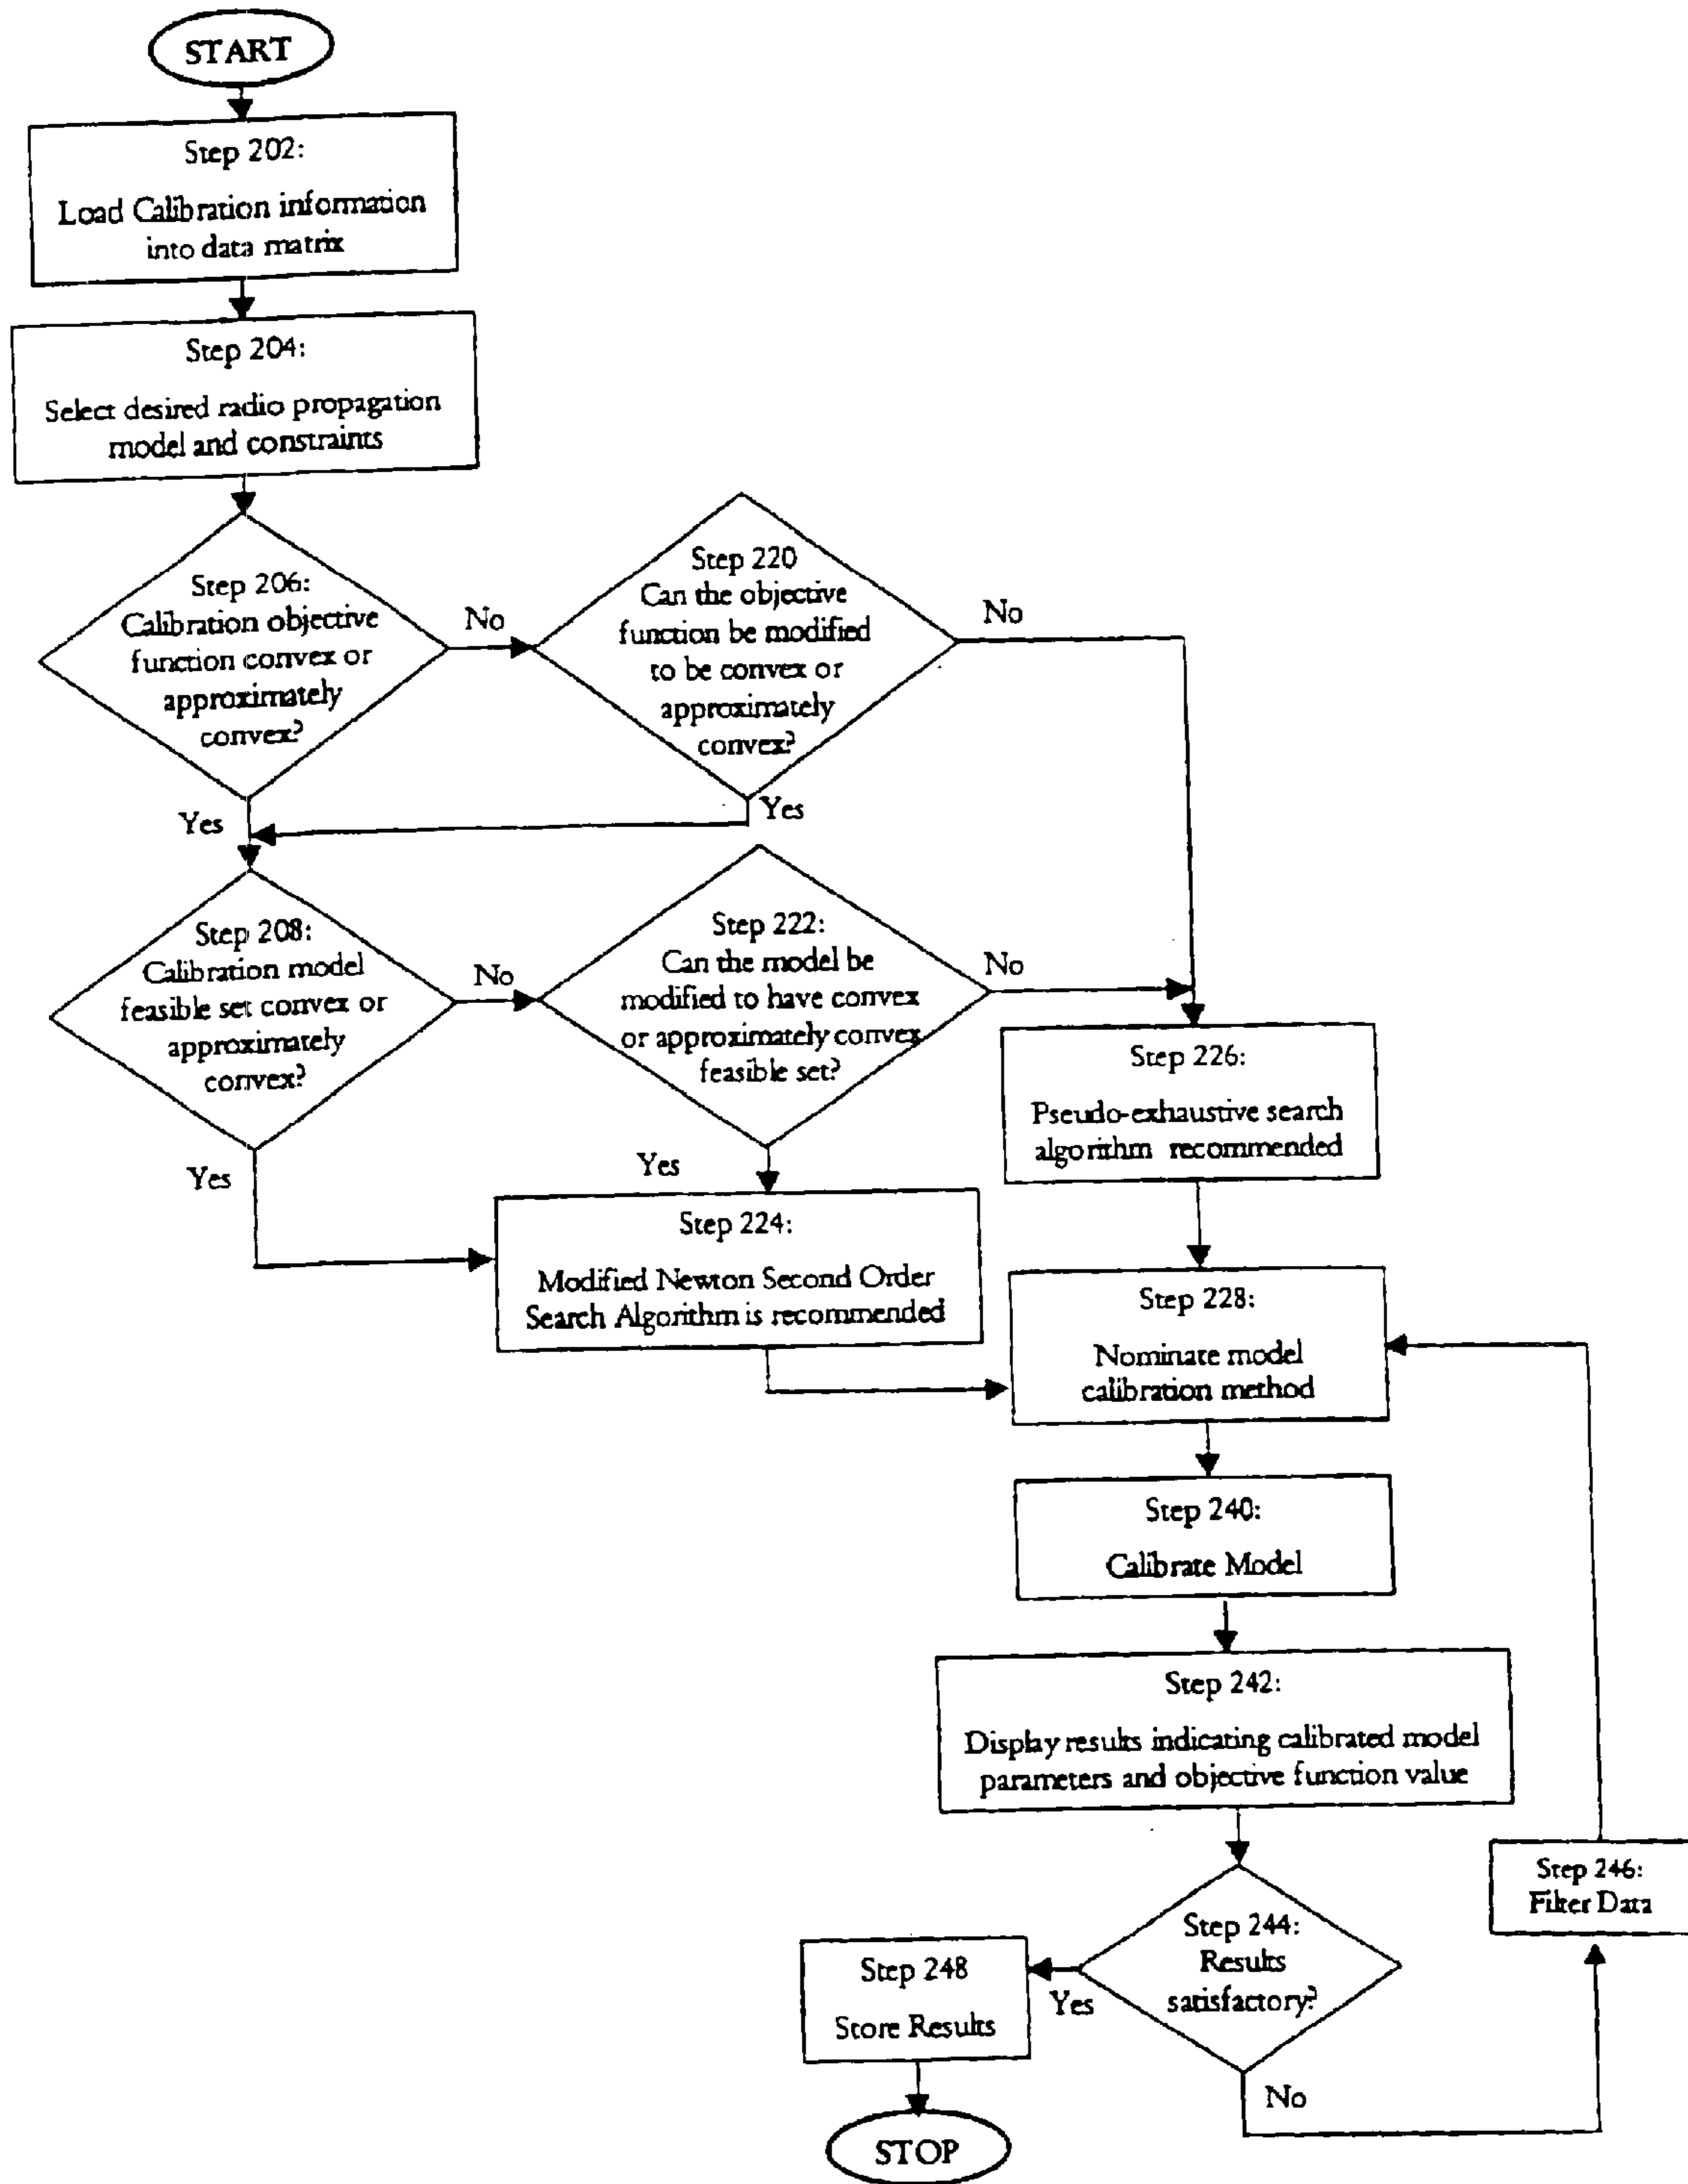 START
Step 202:
Load Calibration information
into data matrix
Step 204:
Select desired radio propagation
model and constraints
Step 206:
Calibration objective
function convex or
approximately
convex?
No
Yes
Step 220
Can the objective
function be modified
to be convex or
approximately
convex?
No
Yes
Step 208:
Calibration model
feasible set convex or
approximately
convex?
No
Yes
Step 222:
Can the model be
modified to have convex
or approximately convex
feasible set?
No
Yes
Step 226:
Pseudo-exhaustive search
algorithm recommended
Step 224:
Modified Newton Second Order
Search Algorithm is recommended
Step 228:
Nominate model
calibration method
Step 240:
Calibrate Model
Step 242:
Display results indicating calibrated model
parameters and objective function value
Step 246:
Filter Data
Step 244:
Results
satisfactory?
Yes
No
Step 248
Store Results
STOP